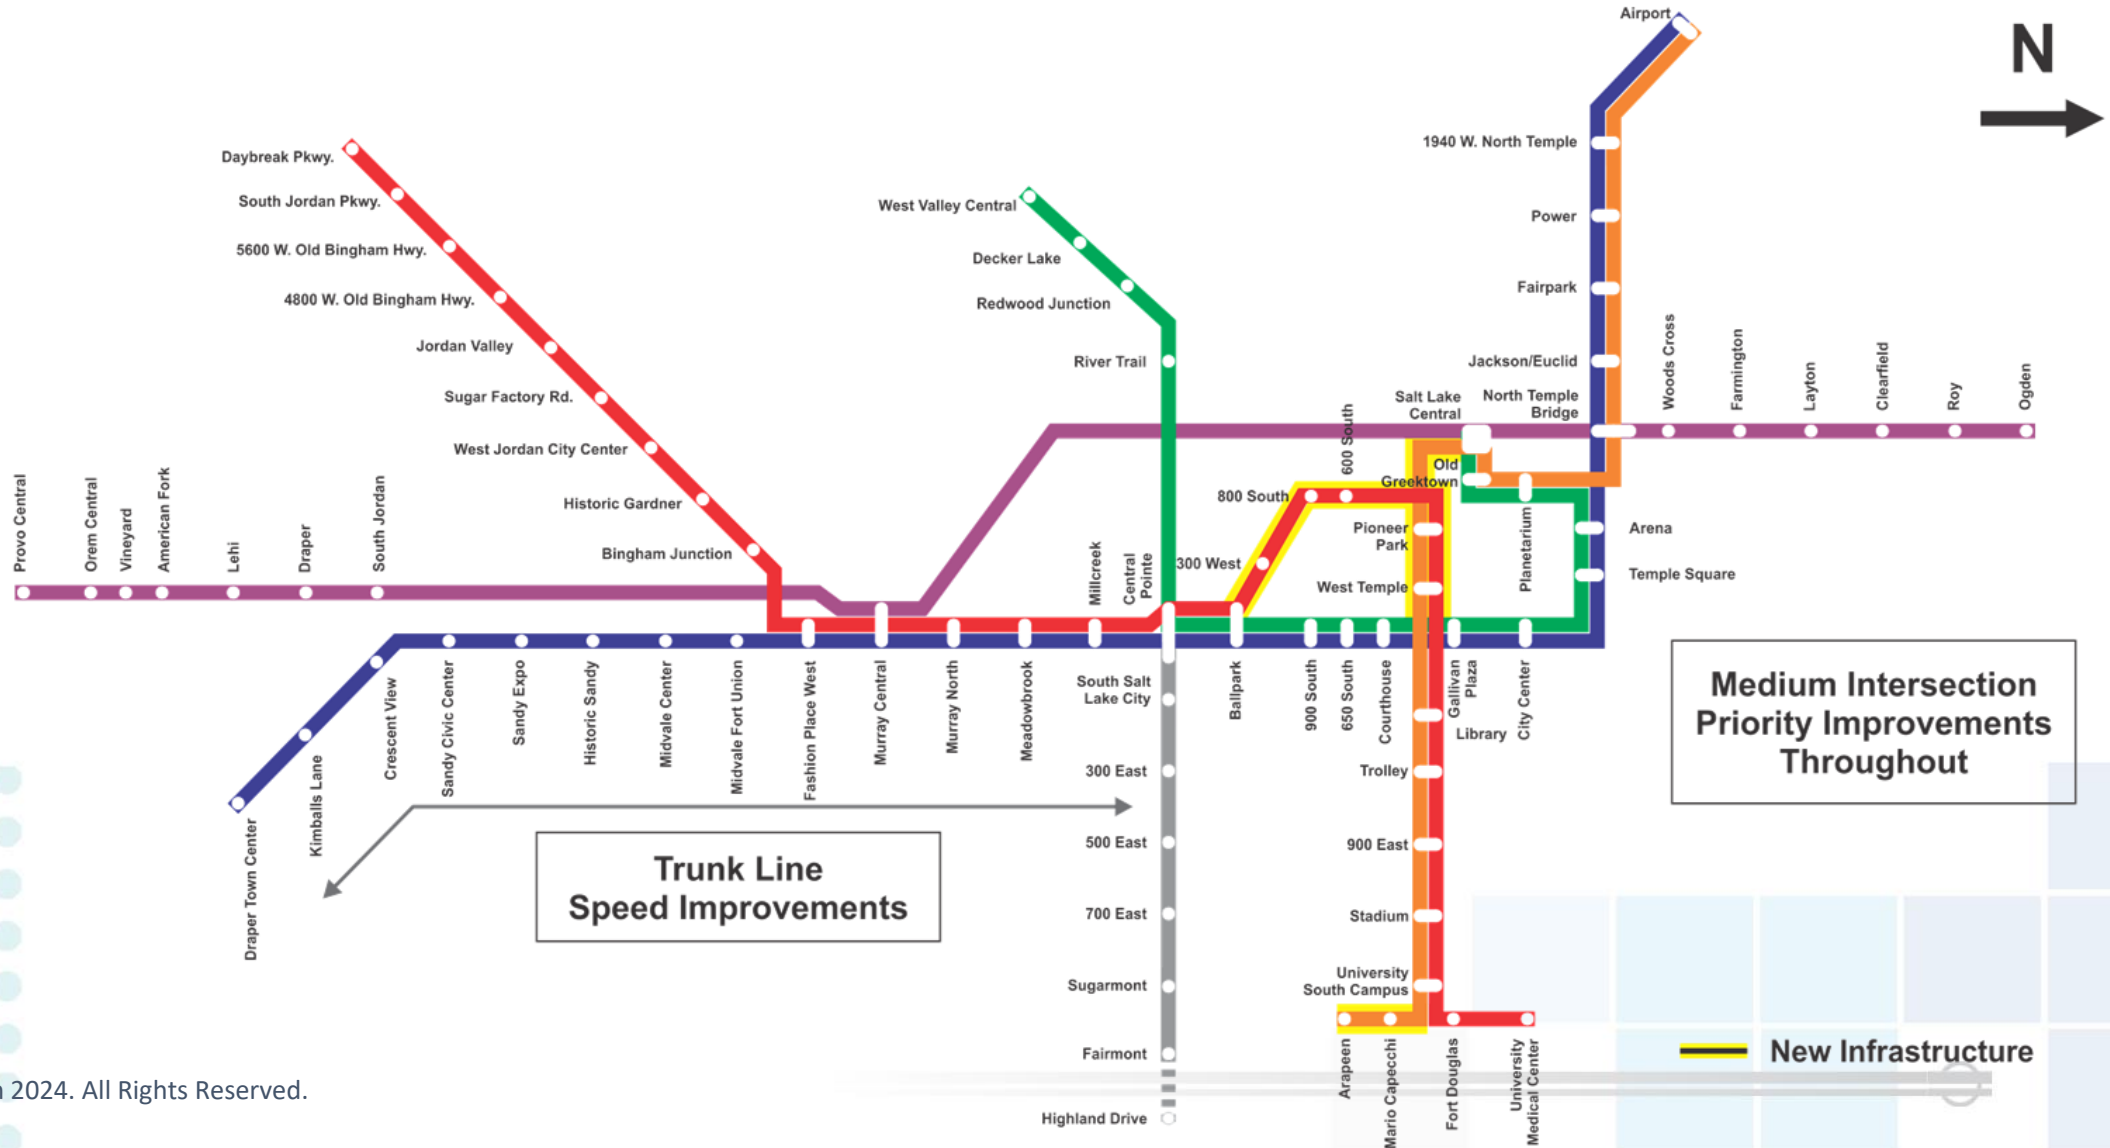 Airport
N
Daybreak Pkwy.
South Jordan Pkwy.
5600 W. Old Bingham Hwy.
4800 W. Old Bingham Hwy.
Jordan Valley
Sugar Factory Rd.
West Jordan City Center
Historic Gardner
Bingham Junction
West Valley Central
Decker Lake
Redwood Junction
River Trail
1940 W. North Temple
Power
Fairpark
Jackson/Euclid
North Temple
Bridge
Salt Lake
Central
Old
Greektown
Woods Cross
Farmington
Layton
Clearfield
Roy
Ogden
Provo Central
Orem Central
Vineyard
American Fork
Lehi
Draper
South Jordan
Millcreek
Central
Pointe
300 West
800 South
600 South
Pioneer
Park
West Temple
Planetarium
Arena
Temple Square
Draper Town Center
Kimballs Lane
Crescent View
Sandy Civic Center
Sandy Expo
Historic Sandy
Midvale Center
Midvale Fort Union
Fashion Place West
Murray Central
Murray North
Meadowbrook
South Salt
Lake City
300 East
500 East
700 East
Sugarmont
Fairmont
Highland Drive
Ballpark
900 South
650 South
Courthouse
Gallivan
Plaza
City Center
Library
Trolley
900 East
Stadium
University
South Campus
Arapeen
Mario Capecchi
Fort Douglas
University
Medical Center
Trunk Line
Speed Improvements
Medium Intersection
Priority Improvements
Throughout
New Infrastructure
2024. All Rights Reserved.